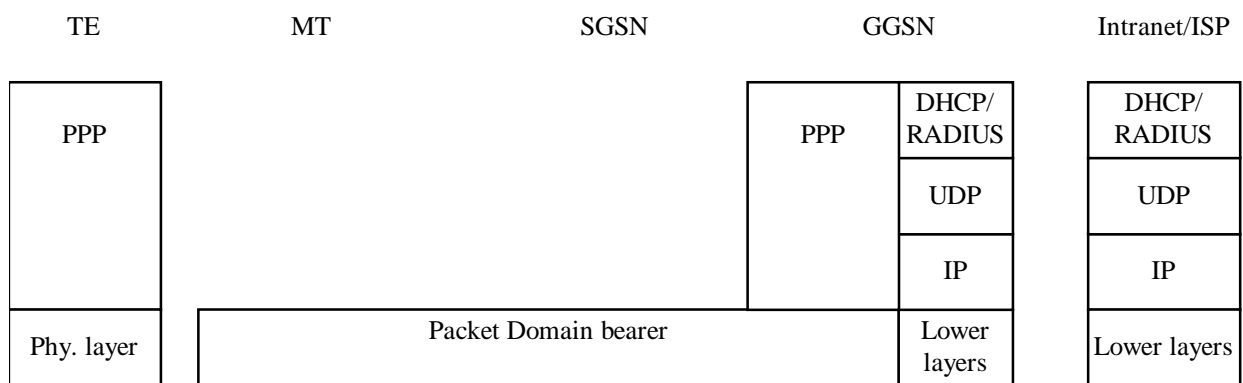 TE MT SGSN GGSN Intranet/ISP
PPP
PPP
DHCP/
RADIUS
DHCP/
RADIUS
UDP
UDP
IP
IP
Phy. layer
Packet Domain bearer
Lower
layers
Lower layers